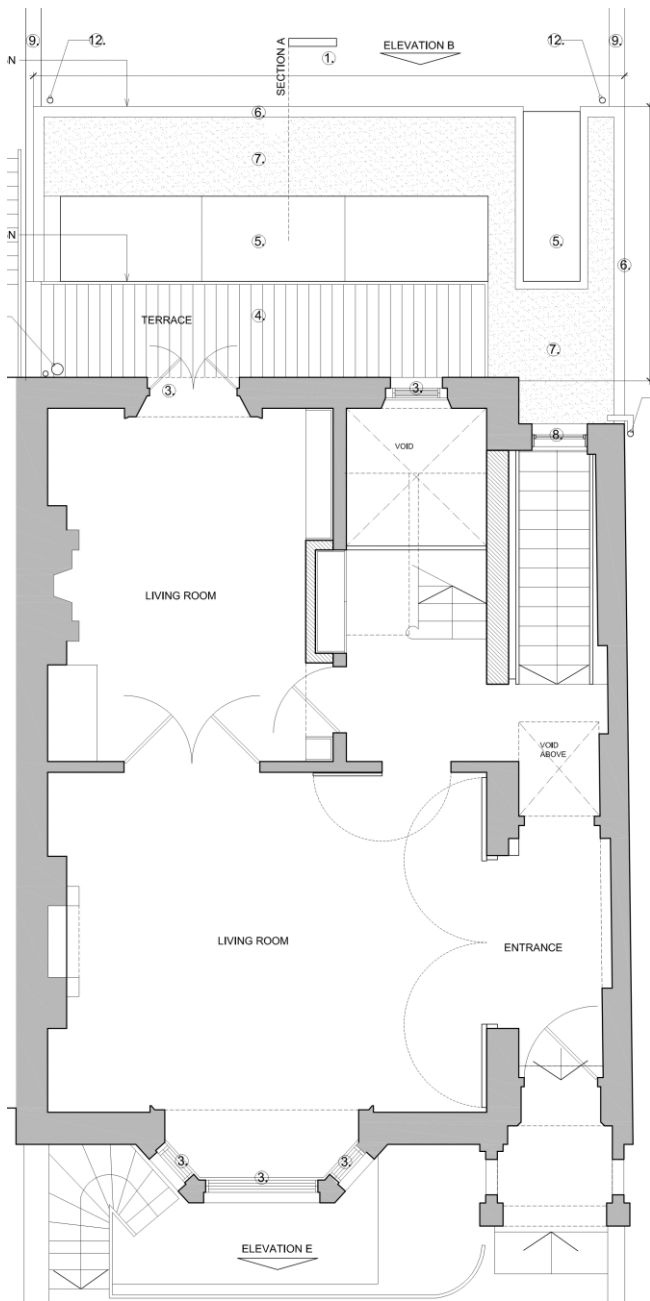 9.
12.
SECTION A
1.
ELEVATION B
12.
9.
N
6.
7.
N
5.
5.
6.
4.
TERRACE
7.
3.
3.
8.
VOID
LIVING ROOM
VOID
ABOVE
LIVING ROOM
ENTRANCE
3.
3.
3.
ELEVATION E